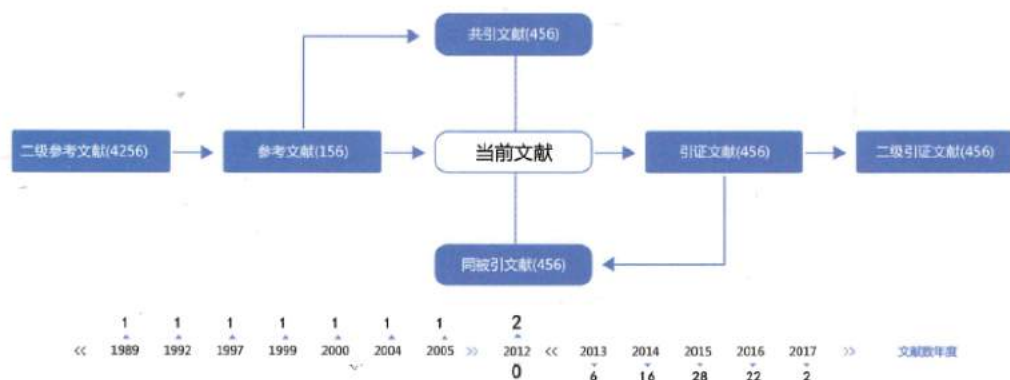 共引文献(456)
二级参考文献(4256)
参考文献(156)
当前文献
引证文献(456)
二级引证文献(456)
同被引文献(456)
1 1 1 1 1 1 1 2
<< 1989 1992 1997 1999 2000 2004 2005 >> 2012 << 2013 2014 2015 2016 2017 >> 文献数年度
0 6 16 28 22 2